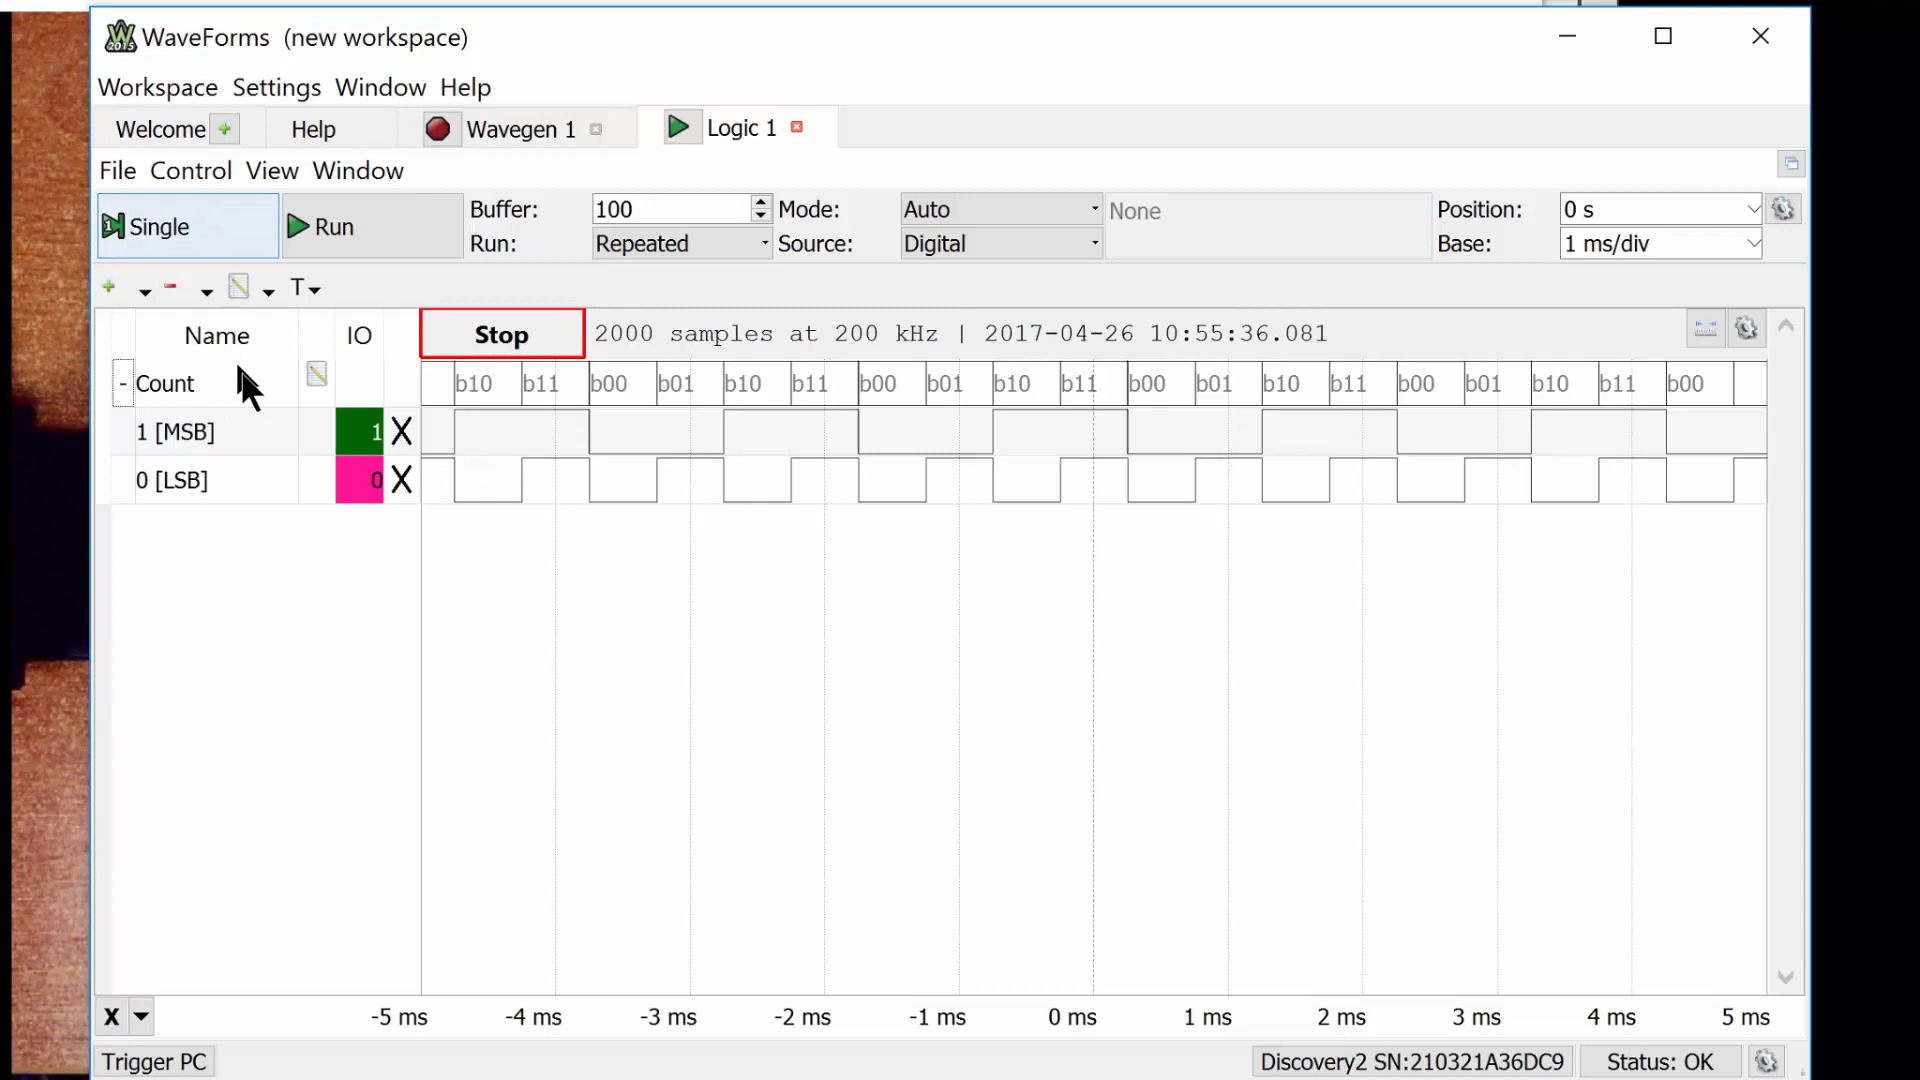 WaveForms (new workspace)
Workspace Settings Window Help
Welcome Help Wavegen 1 Logic 1
File Control View Window
Single Run Buffer: 100 Mode: Auto None Position: 0 s
Run: Repeated Source: Digital Base: 1 ms/div
T
Name IO Stop 2000 samples at 200 kHz | 2017-04-26 10:55:36.081
- Count b10 b11 b00 b01 b10 b11 b00 b01 b10 b11 b00 b01 b10 b11 b00 b01 b10 b11 b00
1 [MSB] 1 X
0 [LSB] 0 X
X -5 ms -4 ms -3 ms -2 ms -1 ms 0 ms 1 ms 2 ms 3 ms 4 ms 5 ms
Trigger PC Discovery2 SN:210321A36DC9 Status: OK